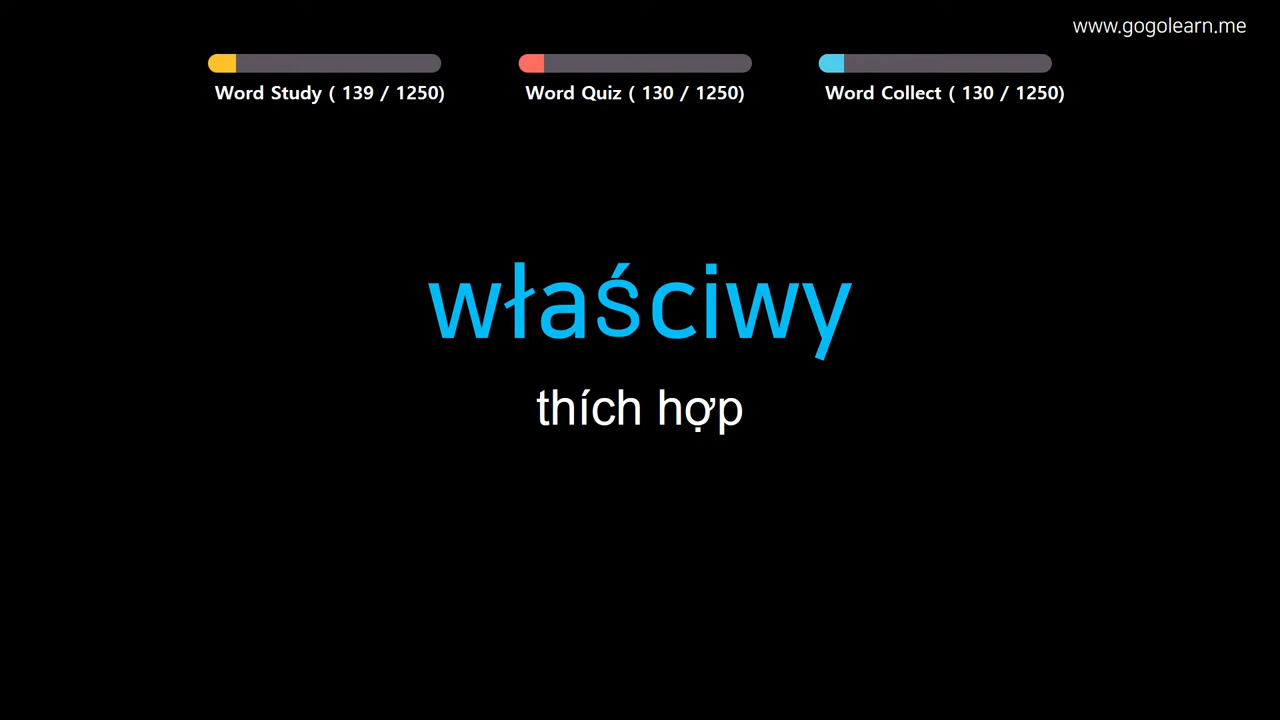 www.gogolearn.me
Word Study ( 139 / 1250)
Word Quiz ( 130 / 1250)
Word Collect ( 130 / 1250)
właściwy
thích hợp